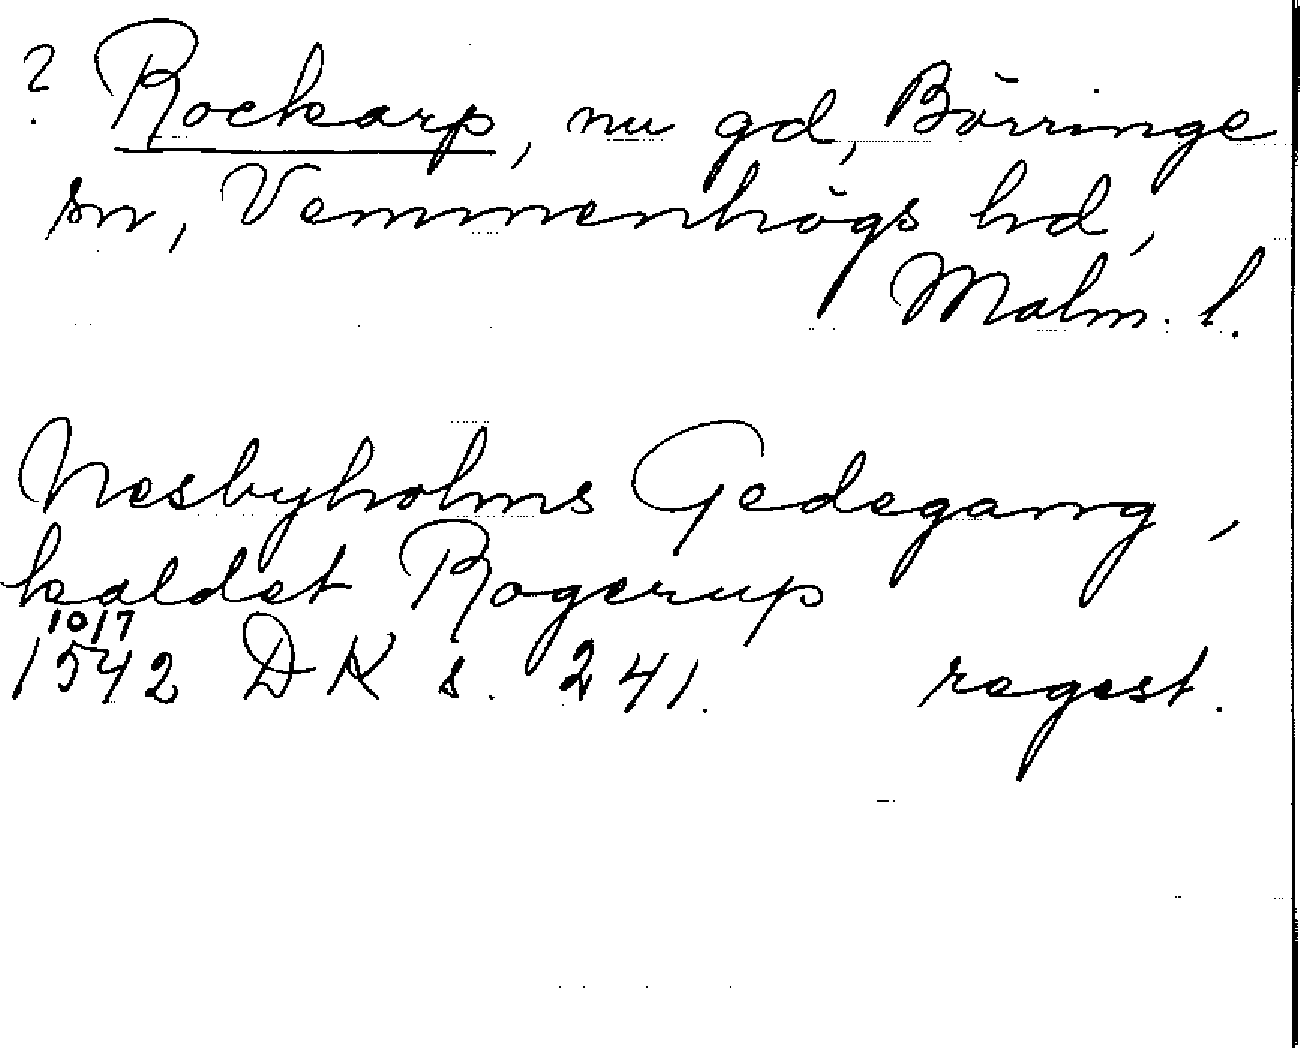 ? Rockarp, nu gd, Börringe
sn, Vemmenhögs hd,
Malm. l.
Nesbyholms Gedegang,
kaldet Rogerup
10/7
1542 DK s. 241. regest.